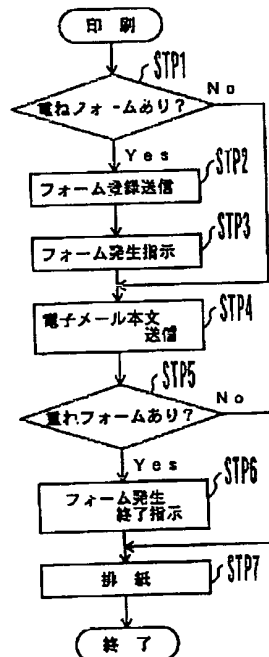 印刷
STP1
重ねフォームあり?
No
Yes
STP2
フォーム登録送信
STP3
フォーム発生指示
STP4
電子メール本文
送信
STP5
重れフォームあり?
No
Yes
STP6
フォーム発生
終了指示
STP7
排紙
終了